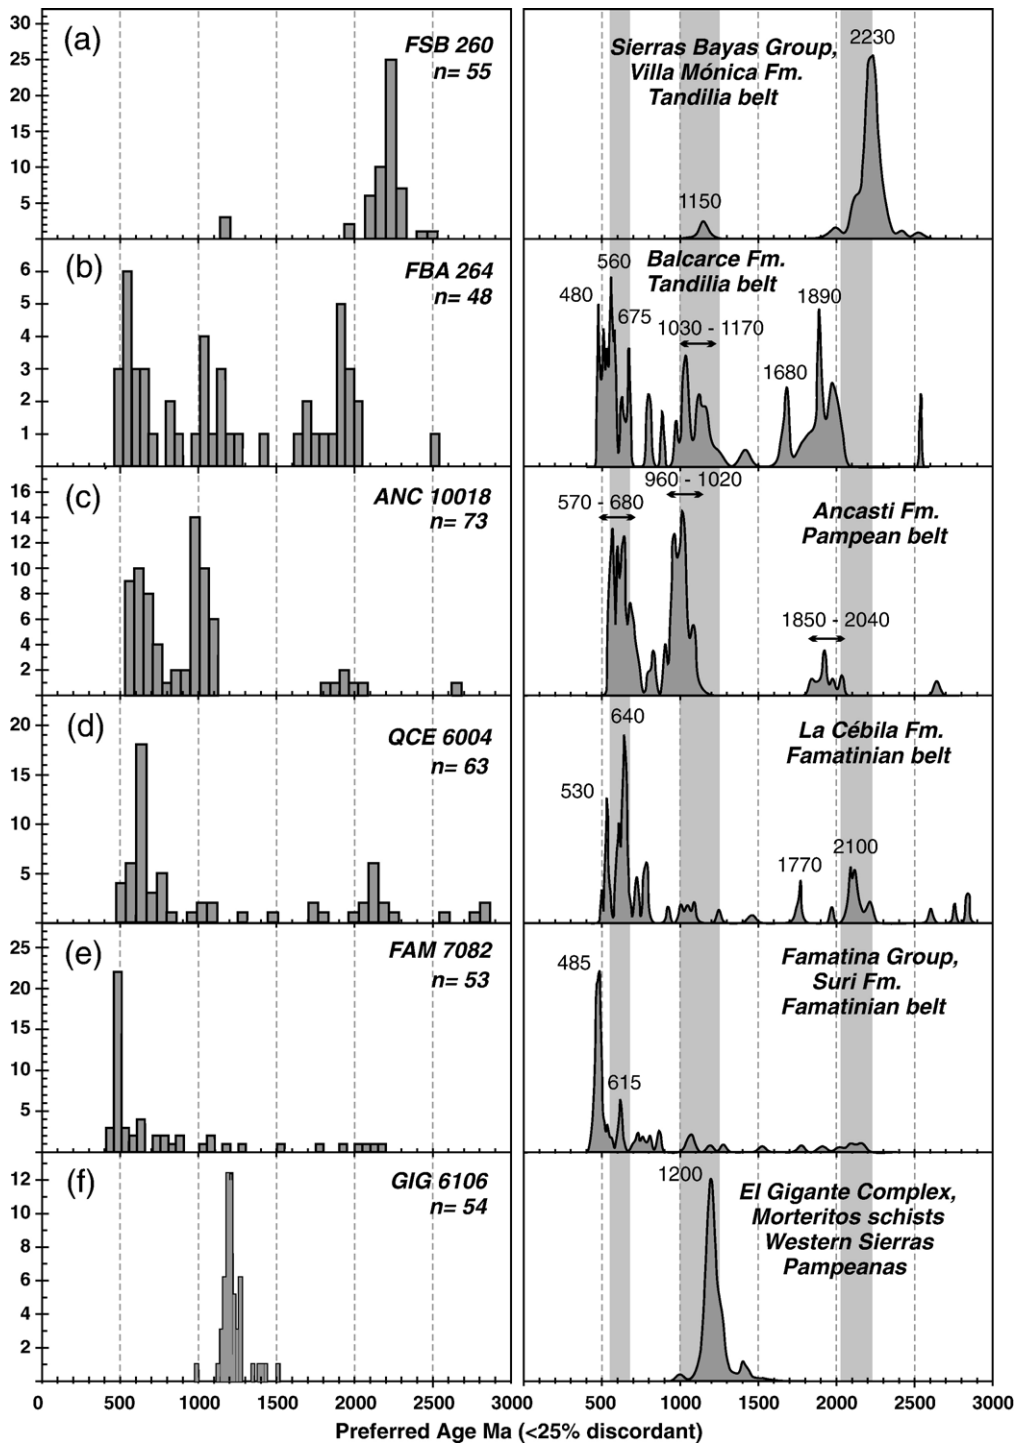 30
25
20
15
10
5
(a)
FSB 260
n= 55
Sierras Bayas Group,
Villa Mónica Fm.
Tandilia belt
2230
1150
6
5
4
3
2
1
(b)
FBA 264
n= 48
Balcarce Fm.
Tandilia belt
560
480
675
1030 - 1170
1680
1890
16
14
12
10
8
6
4
2
(c)
ANC 10018
n= 73
960 - 1020
570 - 680
Ancasti Fm.
Pampean belt
1850 - 2040
20
15
10
5
(d)
QCE 6004
n= 63
La Cébila Fm.
Famatinian belt
640
530
1770
2100
25
20
15
10
5
(e)
FAM 7082
n= 53
Famatina Group,
Suri Fm.
Famatinian belt
485
615
12
10
8
6
4
2
(f)
GIG 6106
n= 54
1200
El Gigante Complex,
Morteritos schists
Western Sierras
Pampeanas
0 500 1000 1500 2000 2500 3000 500 1000 1500 2000 2500 3000
Preferred Age Ma (<25% discordant)